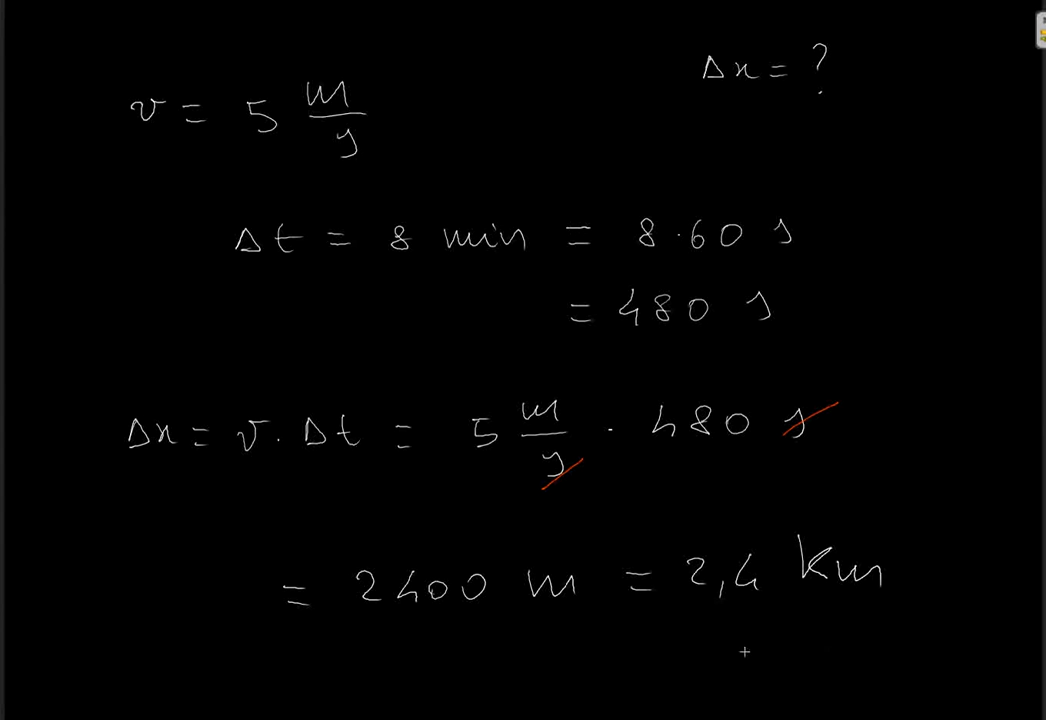 Δx = ?
v = 5 m/s
Δt = 8 min = 8·60 s
= 480 s
Δx = v · Δt = 5 m/s · 480 s
= 2400 m = 2,4 Km